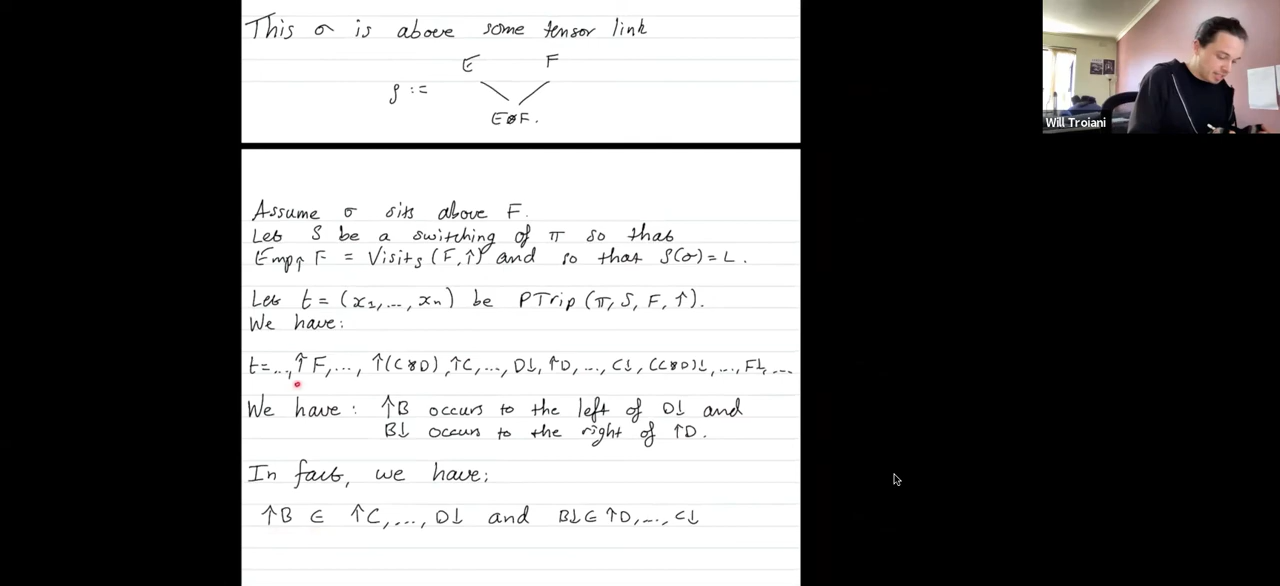 This σ is above some tensor link
E F
ρ :=
E⊗F.
Will Troiani
Assume σ sits above F.
Let S be a switching of π so that
Emp↑ F = Visits(F,↑) and so that S(σ) = L.
Let t = (x1, ..., xn) be PTrip (π, S, F, ↑).
We have:
t = ..., ↑F, ..., ↑(C⅋D), ↑C, ..., D↓, ↑D, ..., C↓, (C⅋D)↓, ..., F↓, ...
We have: ↑B occurs to the left of D↓ and
B↓ occurs to the right of ↑D.
In fact, we have:
↑B ∈ ↑C, ..., D↓ and B↓ ∈ ↑D, ..., C↓